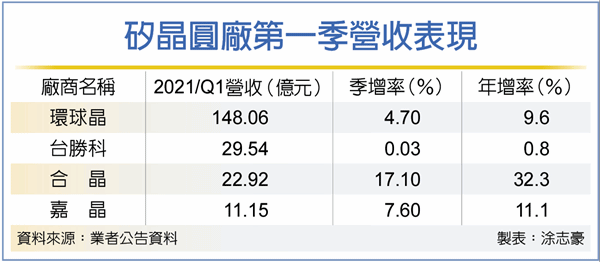 矽晶圓廠第一季營收表現
廠商名稱 2021/Q1營收(億元) 季增率(%) 年增率(%)
環球晶 148.06 4.70 9.6
台勝科 29.54 0.03 0.8
合晶 22.92 17.10 32.3
嘉晶 11.15 7.60 11.1
資料來源：業者公告資料 製表：涂志豪